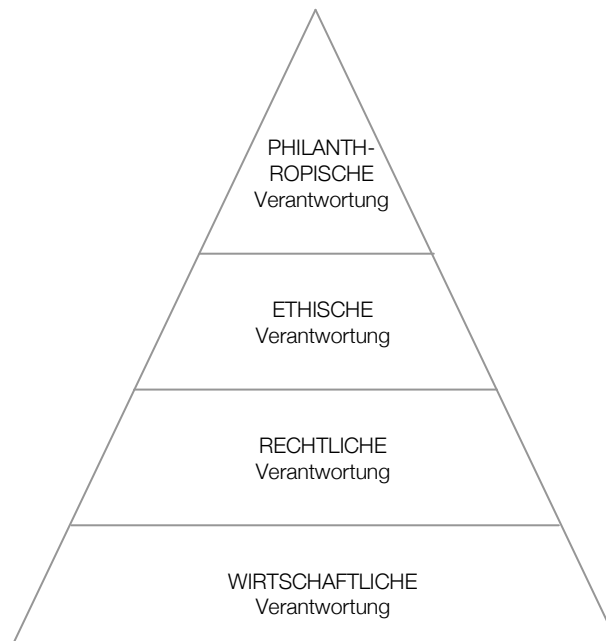 PHILANTH-
ROPISCHE
Verantwortung
ETHISCHE
Verantwortung
RECHTLICHE
Verantwortung
WIRTSCHAFTLICHE
Verantwortung